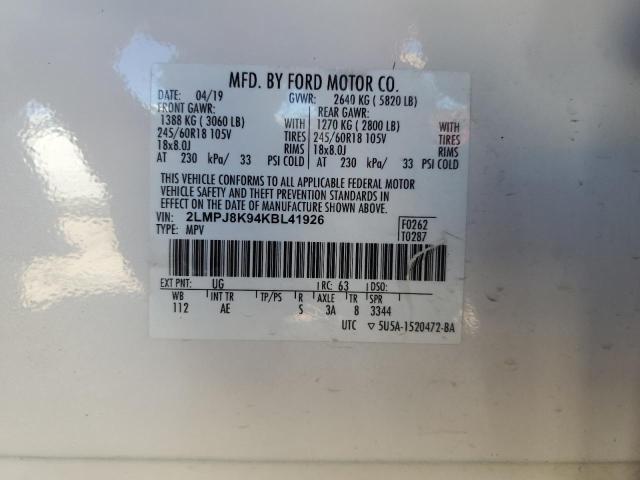 MFD. BY FORD MOTOR CO.
DATE: 04/19 GVWR: 2640 KG ( 5820 LB)
FRONT GAWR: REAR GAWR:
1388 KG ( 3060 LB) WITH 1270 KG ( 2800 LB) WITH
245/60R18 105V TIRES 245/60R18 105V TIRES
18x8.0J RIMS 18x8.0J RIMS
AT 230 kPa/ 33 PSI COLD AT 230 kPa/ 33 PSI COLD
THIS VEHICLE CONFORMS TO ALL APPLICABLE FEDERAL MOTOR
VEHICLE SAFETY AND THEFT PREVENTION STANDARDS IN
EFFECT ON THE DATE OF MANUFACTURE SHOWN ABOVE.
VIN: 2LMPJ8K94KBL41926 F0262
TYPE: MPV T0287
EXT PNT: UG RC: 63 DSO:
WB INT TR TP/PS R AXLE TR SPR
112 AE S 3A 8 3344
UTC ▽5U5A-1520472-BA